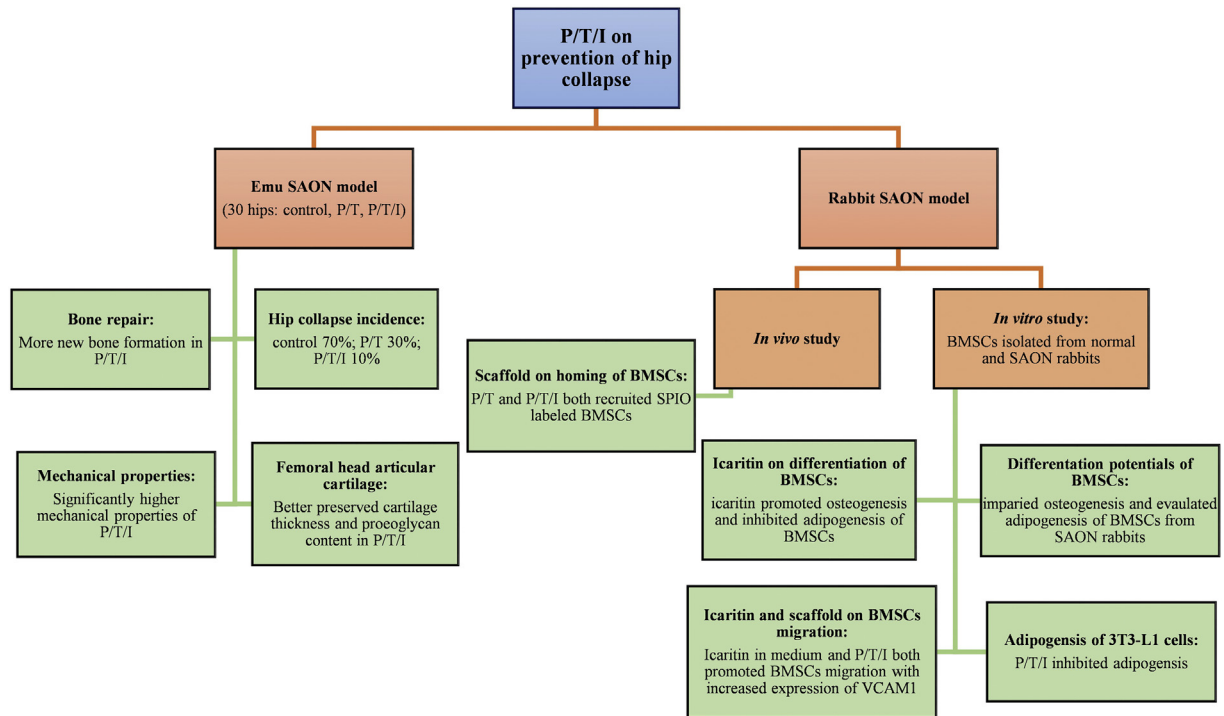 P/T/I on
prevention of hip
collapse
Emu SAON model
(30 hips: control, P/T, P/T/I)
Rabbit SAON model
Bone repair:
More new bone formation in
P/T/I
Hip collapse incidence:
control 70%; P/T 30%;
P/T/I 10%
Mechanical properties:
Significantly higher
mechanical properties of
P/T/I
Femoral head articular
cartilage:
Better preserved cartilage
thickness and proeoglycan
content in P/T/I
In vivo study
In vitro study:
BMSCs isolated from normal
and SAON rabbits
Scaffold on homing of BMSCs:
P/T and P/T/I both recruited SPIO
labeled BMSCs
Icaritin on differentiation of
BMSCs:
icaritin promoted osteogenesis
and inhibited adipogenesis of
BMSCs
Differentation potentials of
BMSCs:
imparied osteogenesis and evaulated
adipogenesis of BMSCs from
SAON rabbits
Icaritin and scaffold on BMSCs
migration:
Icaritin in medium and P/T/I both
promoted BMSCs migration with
increased expression of VCAM1
Adipogensis of 3T3-L1 cells:
P/T/I inhibited adipogensis